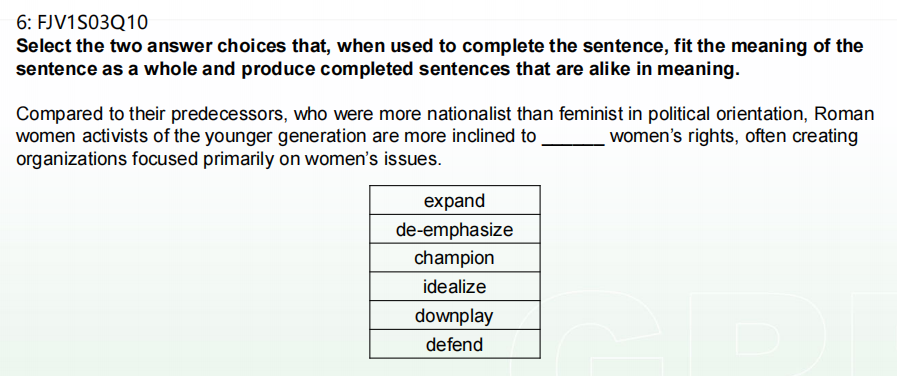 6: FJV1S03Q10
Select the two answer choices that, when used to complete the sentence, fit the meaning of the
sentence as a whole and produce completed sentences that are alike in meaning.
Compared to their predecessors, who were more nationalist than feminist in political orientation, Roman
women activists of the younger generation are more inclined to ______ women's rights, often creating
organizations focused primarily on women's issues.
expand
de-emphasize
champion
idealize
downplay
defend